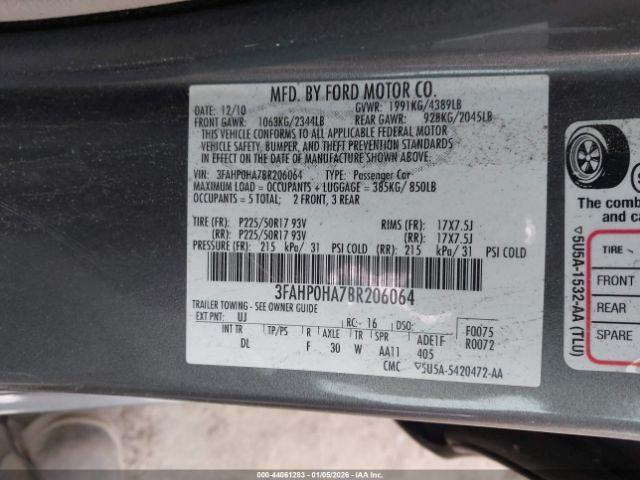 MFD. BY FORD MOTOR CO.
DATE: 12/10 GVWR: 1991KG/4389LB
FRONT GAWR: 1063KG/2344LB REAR GAWR: 928KG/2045LB
THIS VEHICLE CONFORMS TO ALL APPLICABLE FEDERAL MOTOR
VEHICLE SAFETY, BUMPER, AND THEFT PREVENTION STANDARDS
IN EFFECT ON THE DATE OF MANUFACTURE SHOWN ABOVE.
VIN: 3FAHP0HA7BR206064 TYPE: Passenger Car
MAXIMUM LOAD = OCCUPANTS + LUGGAGE = 385KG/ 850LB
OCCUPANTS = 5 TOTAL; 2 FRONT, 3 REAR
TIRE (FR): P225/50R17 93V RIMS (FR): 17X7.5J
(RR): P225/50R17 93V (RR): 17X7.5J
PRESSURE (FR): 215 kPa/ 31 PSI COLD (RR): 215 kPa/ 31 PSI COLD
3FAHP0HA7BR206064
TRAILER TOWING - SEE OWNER GUIDE
EXT PNT: UJ RC: 16 DSO: F0075
INT TR TP/PS R AXLE TR SPR ADE1F R0072
DL F 30 W AA11 405
CMC ▽5U5A-5420472-AA
The comb
and ca
TIRE
FRONT
REAR
SPARE
▽5U5A-1532-AA (TLU)
000-44061283 - 01/05/2026 - IAAI.COM